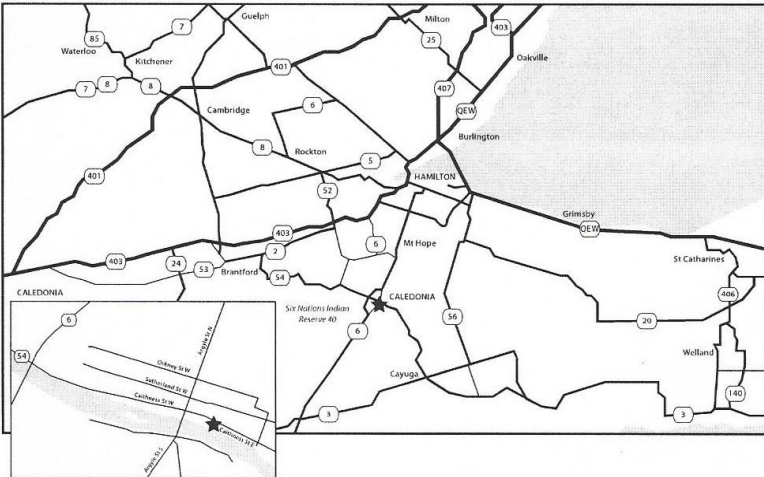 Guelph
Milton
403
85
7
25
Waterloo
Kitchener
Oakville
401
7
8
8
407
6
QEW
Cambridge
Burlington
8
Rockton
5
401
HAMILTON
52
Grimsby
QEW
403
2
6
Mt Hope
403
24
53
Brantford
54
St Catharines
CALEDONIA
Six Nations Indian
Reserve 40
CALEDONIA
406
6
6
56
20
Welland
54
Argyle St N
Orkney St W
Sutherland St W
Caithness St W
Cayuga
140
3
3
Caithness St E
Argyle St S